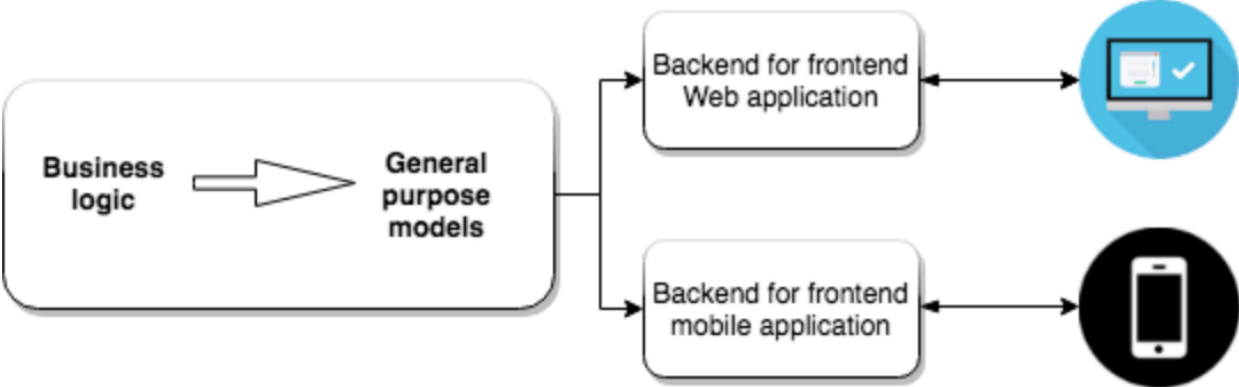 Business
logic
General
purpose
models
Backend for frontend
Web application
Backend for frontend
mobile application